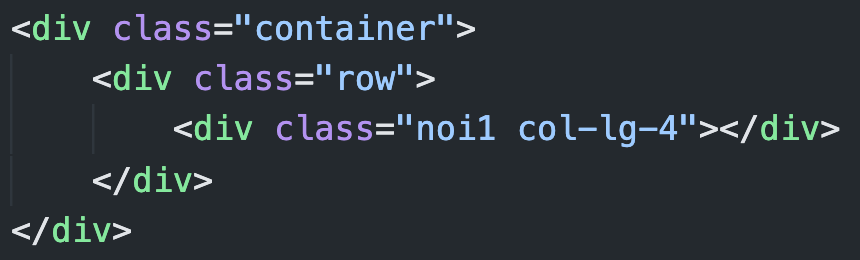 <div class="container">
    <div class="row">
        <div class="noi1 col-lg-4"></div>
    </div>
</div>